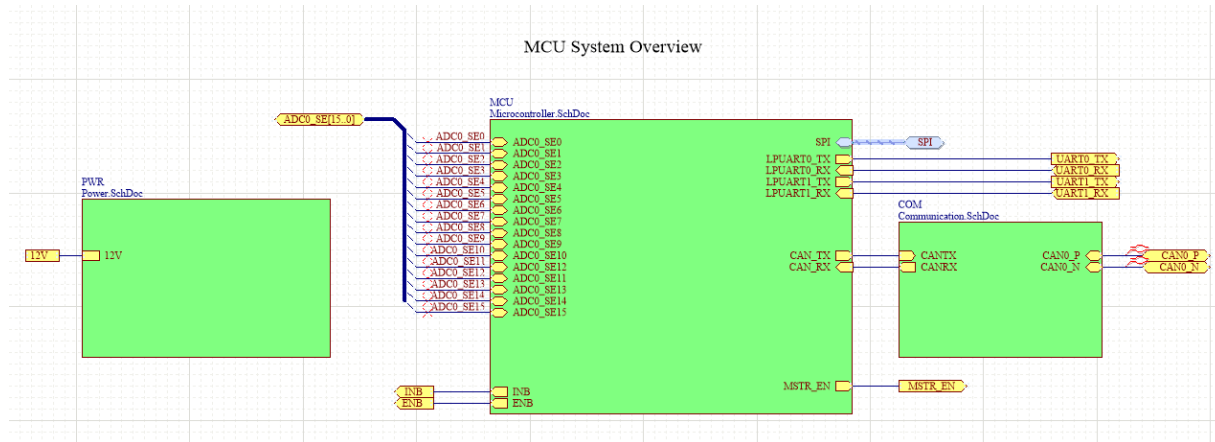 MCU System Overview
ADC0_SE[15..0]
PWR
Power.SchDoc
12V
12V
MCU
Microcontroller.SchDoc
ADC0_SE0
ADC0_SE1
ADC0_SE2
ADC0_SE3
ADC0_SE4
ADC0_SE5
ADC0_SE6
ADC0_SE7
ADC0_SE8
ADC0_SE9
ADC0_SE10
ADC0_SE11
ADC0_SE12
ADC0_SE13
ADC0_SE14
ADC0_SE15
ADC0_SE0
ADC0_SE1
ADC0_SE2
ADC0_SE3
ADC0_SE4
ADC0_SE5
ADC0_SE6
ADC0_SE7
ADC0_SE8
ADC0_SE9
ADC0_SE10
ADC0_SE12
ADC0_SE11
ADC0_SE13
ADC0_SE14
ADC0_SE15
INB
ENB
INB
ENB
SPI
LPUART0_TX
LPUART0_RX
LPUART1_TX
LPUART1_RX
CAN_TX
CAN_RX
MSTR_EN
SPI
UART0_TX
UART0_RX
UART1_TX
UART1_RX
COM
Communication.SchDoc
CANTX
CANRX
CAN0_P
CAN0_N
CAN0_P
CAN0_N
MSTR_EN